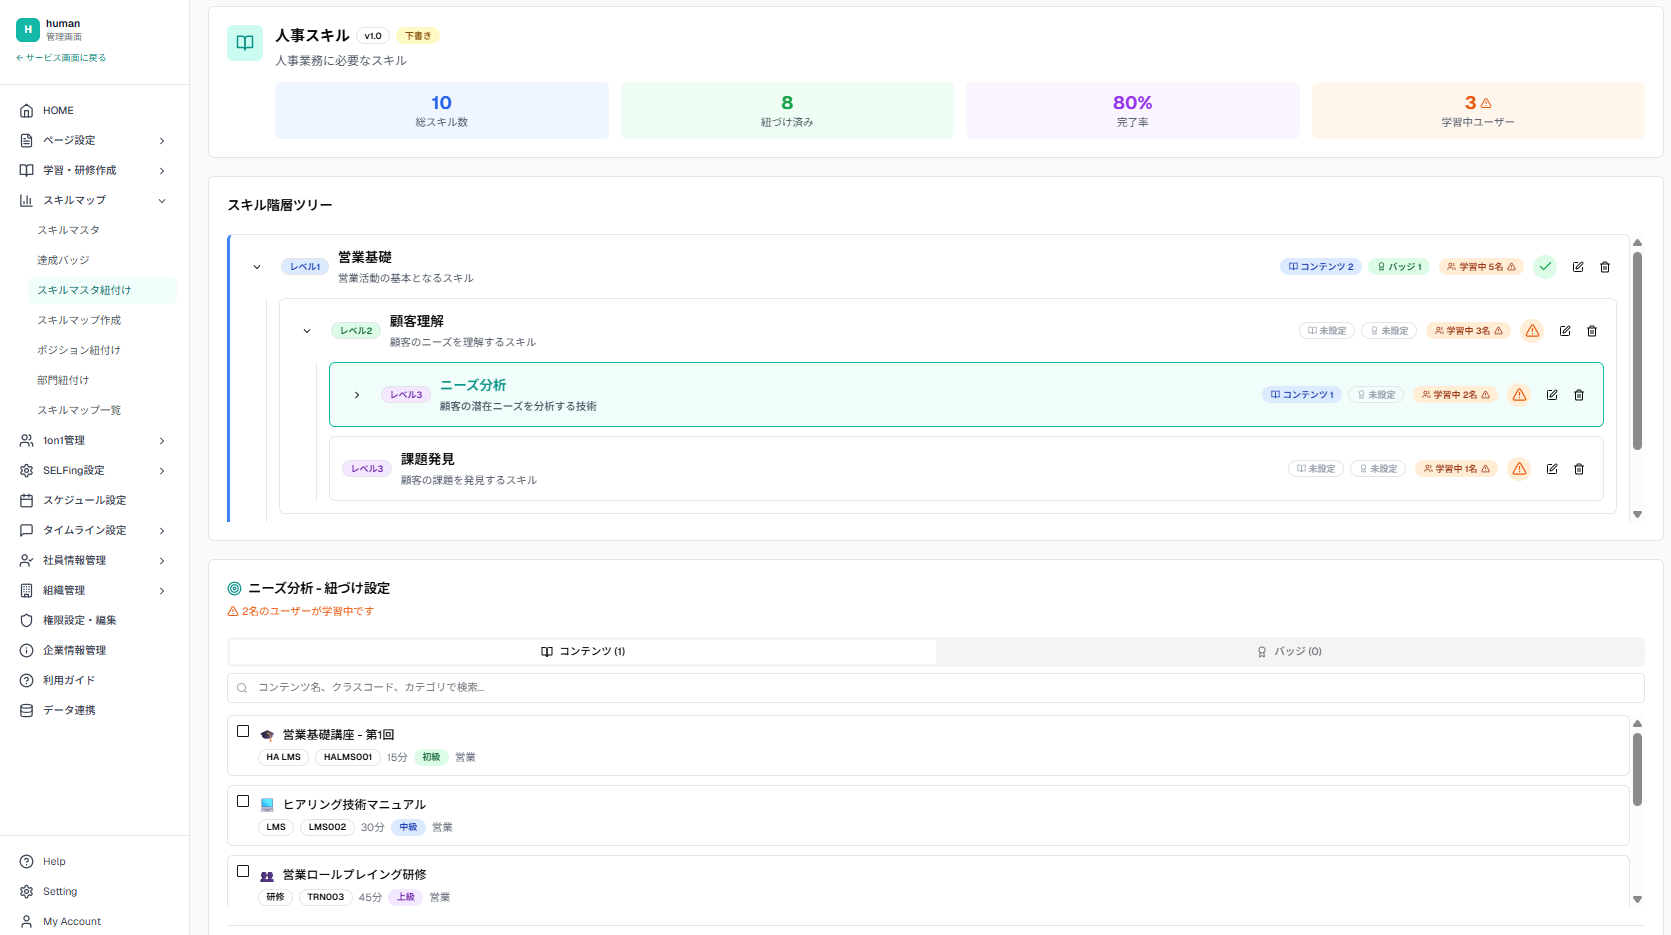 H
human
管理画面
←サービス画面に戻る
HOME
ページ設定
学習・研修作成
スキルマップ
スキルマスタ
達成バッジ
スキルマスタ紐付け
スキルマップ作成
ポジション紐付け
部門紐付け
スキルマップ一覧
1on1管理
SELFing設定
スケジュール設定
タイムライン設定
社員情報管理
組織管理
権限設定・編集
企業情報管理
利用ガイド
データ連携
Help
Setting
My Account
人事スキル v1.0 下書き
人事業務に必要なスキル
10
総スキル数
8
紐づけ済み
80%
完了率
3
学習中ユーザー
スキル階層ツリー
レベル1 営業基礎 コンテンツ 2 バッジ 1 学習中 5名
営業活動の基本となるスキル
レベル2 顧客理解 未設定 未設定 学習中 3名
顧客のニーズを理解するスキル
レベル3 ニーズ分析 コンテンツ 1 未設定 学習中 2名
顧客の潜在ニーズを分析する技術
レベル3 課題発見 未設定 未設定 学習中 1名
顧客の課題を発見するスキル
ニーズ分析 - 紐づけ設定
2名のユーザーが学習中です
コンテンツ (1) バッジ (0)
コンテンツ名、クラスコード、カテゴリで検索...
営業基礎講座 - 第1回
HA LMS HALMS001 15分 初級 営業
ヒアリング技術マニュアル
LMS LMS002 30分 中級 営業
営業ロールプレイング研修
研修 TRN003 45分 上級 営業